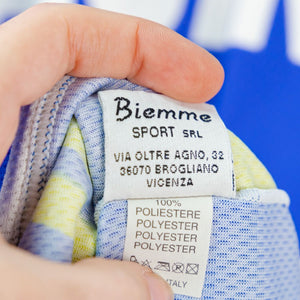 Biemme
SPORT SRL
VIA OLTRE AGNO, 32
36070 BROGLIANO
VICENZA
100%
POLIESTERE
POLYESTER
POLYESTER
POLYESTER
ITALY